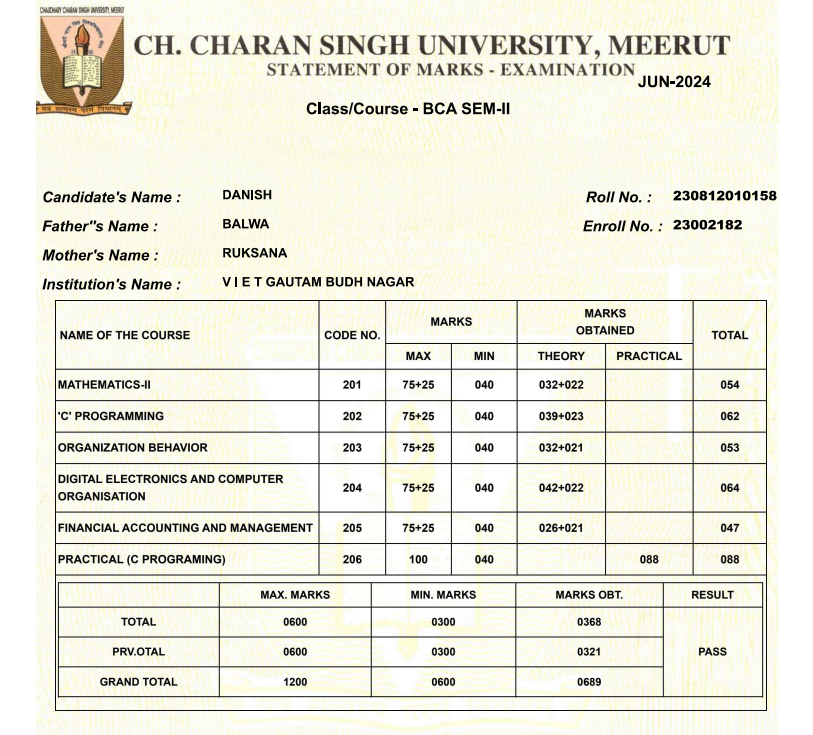 CHAUDHARY CHARAN SINGH UNIVERSITY, MEERUT
CH. CHARAN SINGH UNIVERSITY, MEERUT
STATEMENT OF MARKS - EXAMINATION JUN-2024
Class/Course - BCA SEM-II
Candidate's Name : DANISH Roll No. : 230812010158
Father"s Name : BALWA Enroll No. : 23002182
Mother's Name : RUKSANA
Institution's Name : V I E T GAUTAM BUDH NAGAR
NAME OF THE COURSE CODE NO. MARKS MARKS OBTAINED TOTAL
MAX MIN THEORY PRACTICAL
MATHEMATICS-II 201 75+25 040 032+022 054
'C' PROGRAMMING 202 75+25 040 039+023 062
ORGANIZATION BEHAVIOR 203 75+25 040 032+021 053
DIGITAL ELECTRONICS AND COMPUTER
ORGANISATION 204 75+25 040 042+022 064
FINANCIAL ACCOUNTING AND MANAGEMENT 205 75+25 040 026+021 047
PRACTICAL (C PROGRAMING) 206 100 040 088 088
MAX. MARKS MIN. MARKS MARKS OBT. RESULT
TOTAL 0600 0300 0368
PRV.OTAL 0600 0300 0321 PASS
GRAND TOTAL 1200 0600 0689